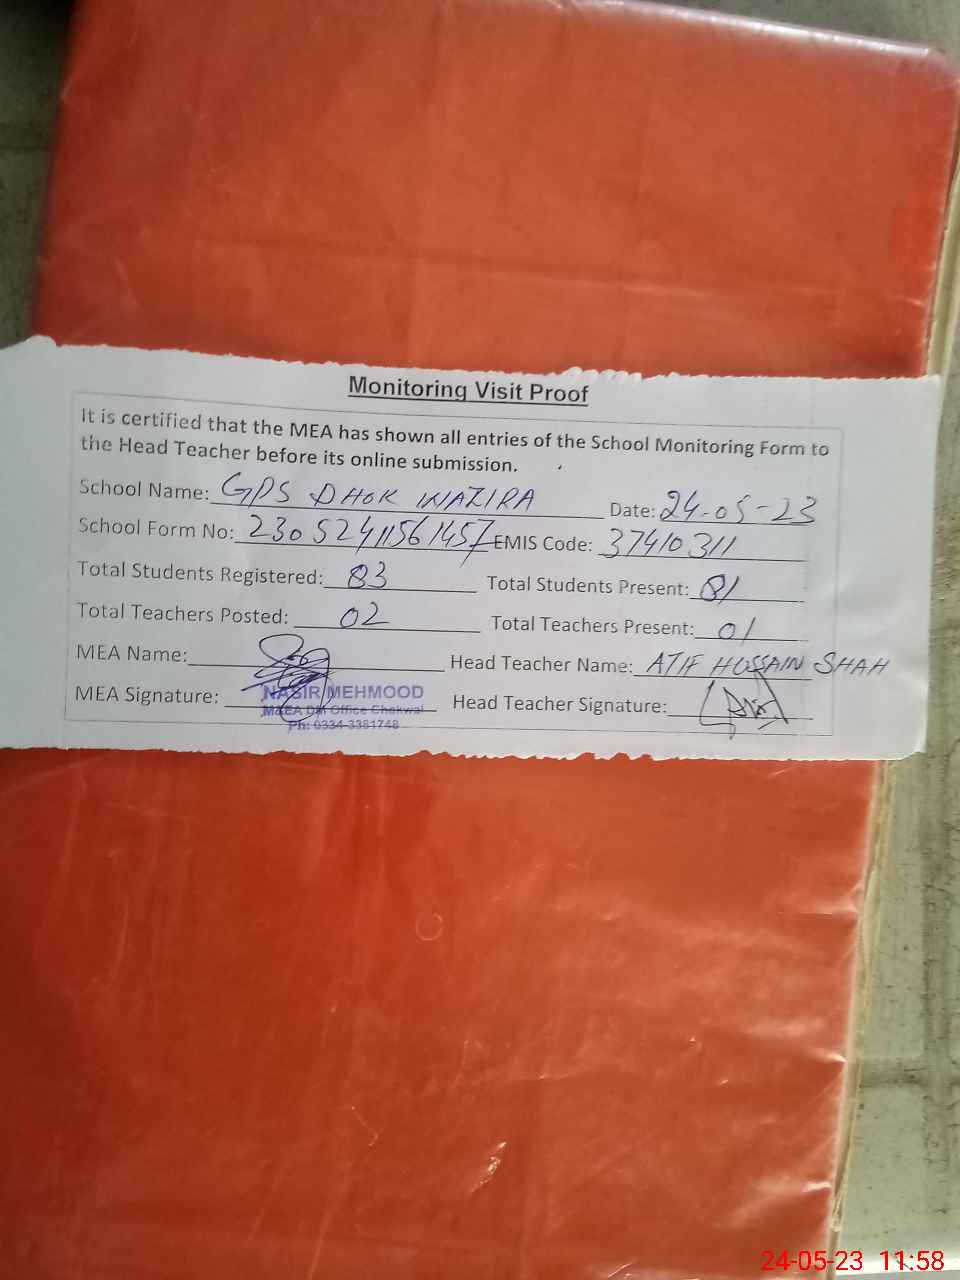 Monitoring Visit Proof
It is certified that the MEA has shown all entries of the School Monitoring Form to
the Head Teacher before its online submission.
School Name: GPS DHOK WAZIRA Date: 24-05-23
School Form No: 23052411561457 EMIS Code: 37410311
Total Students Registered: 83 Total Students Present: 81
Total Teachers Posted: 02 Total Teachers Present: 01
MEA Name: Head Teacher Name: ATIF HUSSAIN SHAH
MEA Signature: Head Teacher Signature:
NASIR MEHMOOD
M&EA Office Chakwal
Ph: 0334-3381748
24-05-23 11:58